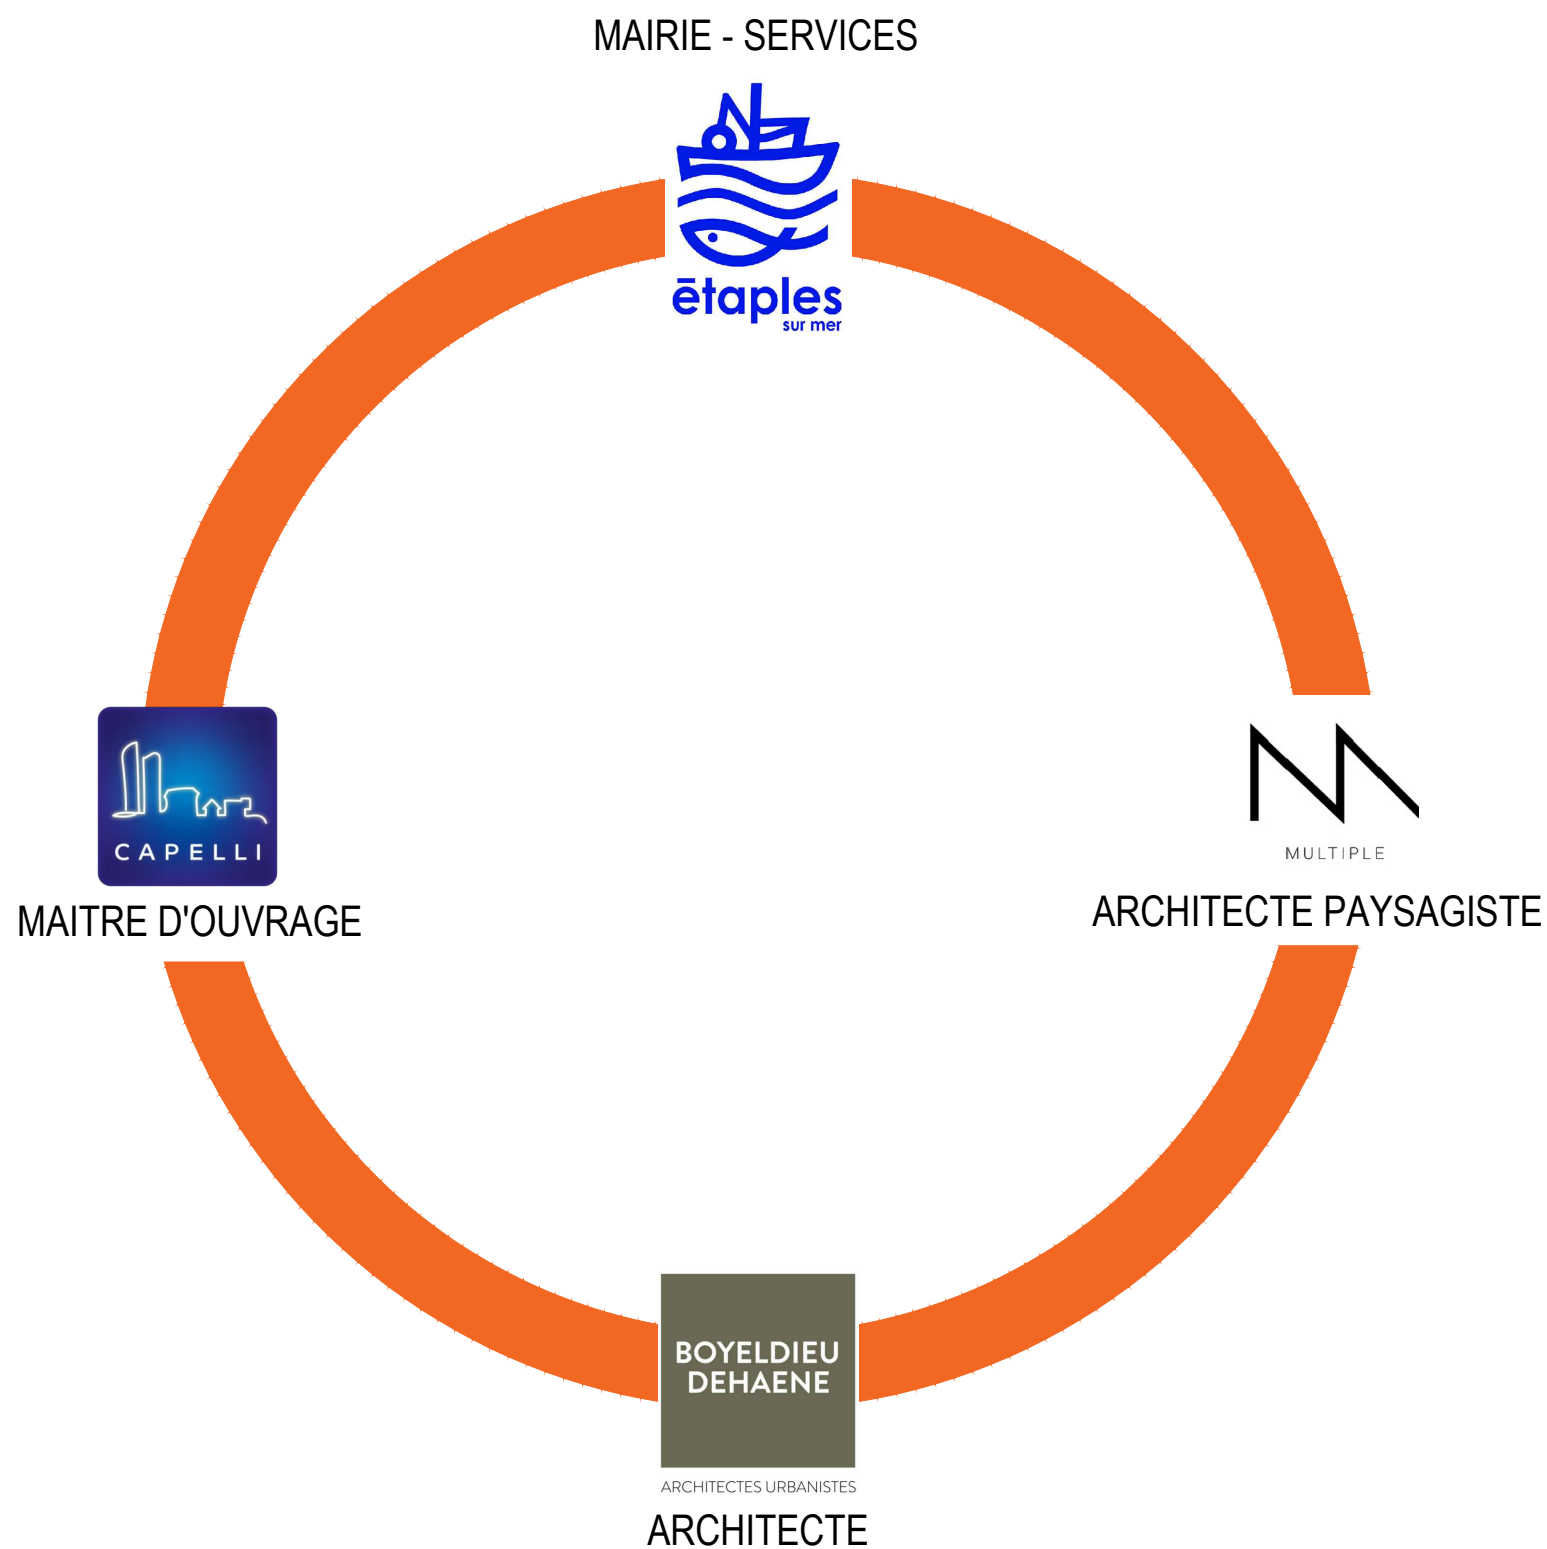 MAIRIE - SERVICES
ētaples
sur mer
CAPELLI
MAITRE D'OUVRAGE
MULTIPLE
ARCHITECTE PAYSAGISTE
BOYELDIEU
DEHAENE
ARCHITECTES URBANISTES
ARCHITECTE